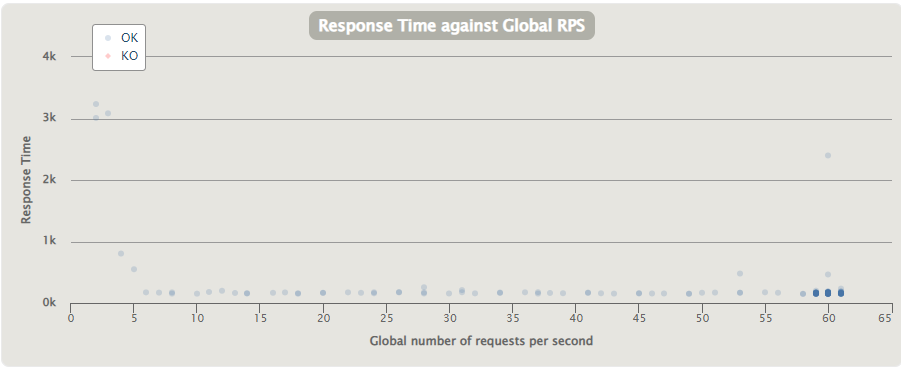 Response Time against Global RPS
OK
KO
4k
3k
2k
1k
0k
Response Time
0 5 10 15 20 25 30 35 40 45 50 55 60 65
Global number of requests per second